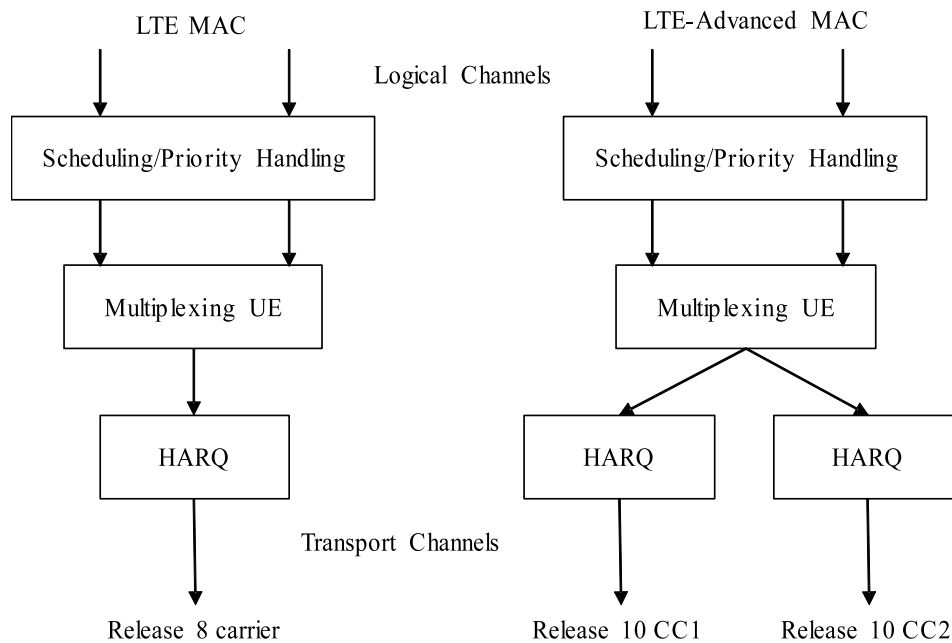 LTE MAC
LTE-Advanced MAC
Logical Channels
Scheduling/Priority Handling
Scheduling/Priority Handling
Multiplexing UE
Multiplexing UE
HARQ
HARQ
HARQ
Transport Channels
Release 8 carrier
Release 10 CC1
Release 10 CC2